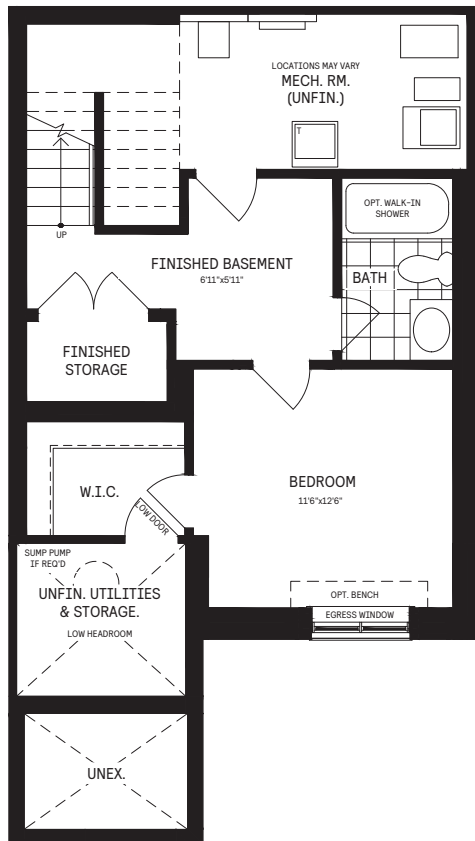 LOCATIONS MAY VARY
MECH. RM.
(UNFIN.)
T
OPT. WALK-IN
SHOWER
UP
FINISHED BASEMENT
6'11"x5'11"
BATH
FINISHED
STORAGE
BEDROOM
11'6"x12'6"
W.I.C.
LOW DOOR
SUMP PUMP
IF REQ'D
UNFIN. UTILITIES
& STORAGE.
LOW HEADROOM
OPT. BENCH
EGRESS WINDOW
UNEX.